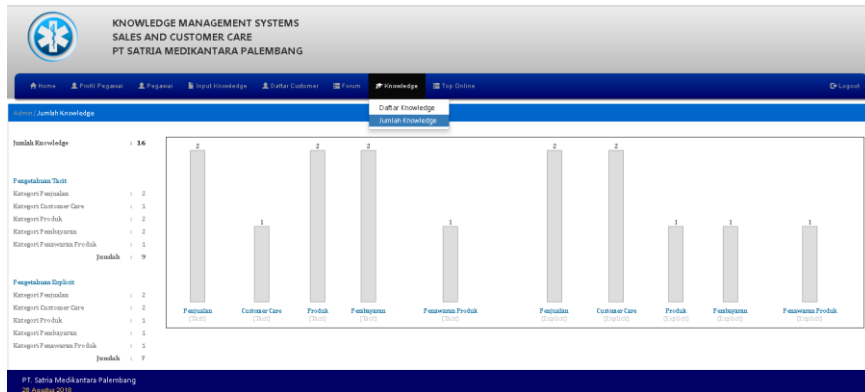 KNOWLEDGE MANAGEMENT SYSTEMS
SALES AND CUSTOMER CARE
PT SATRIA MEDIKANTARA PALEMBANG
Home Profil Pegawai Pegawai Input Knowledge Daftar Customer Forum Knowledge Top Online Logout
Daftar Knowledge
Jumlah Knowledge
Admin / Jumlah Knowledge
Jumlah Knowledge : 16
Pengetahuan Tacit
Kategori Penjualan : 2
Kategori Customer Care : 1
Kategori Produk : 2
Kategori Pembayaran : 2
Kategori Penawaran Produk : 1
Jumlah : 9
Pengetahuan Explicit
Kategori Penjualan : 2
Kategori Customer Care : 2
Kategori Produk : 1
Kategori Pembayaran : 1
Kategori Penawaran Produk : 1
Jumlah : 7
2 1 2 2 1 2 2 1 1 1
Penjualan Customer Care Produk Pembayaran Penawaran Produk Penjualan Customer Care Produk Pembayaran Penawaran Produk
[Tacit] [Tacit] [Tacit] [Tacit] [Tacit] [Explicit] [Explicit] [Explicit] [Explicit] [Explicit]
PT. Satria Medikantara Palembang
28 Agustus 2018